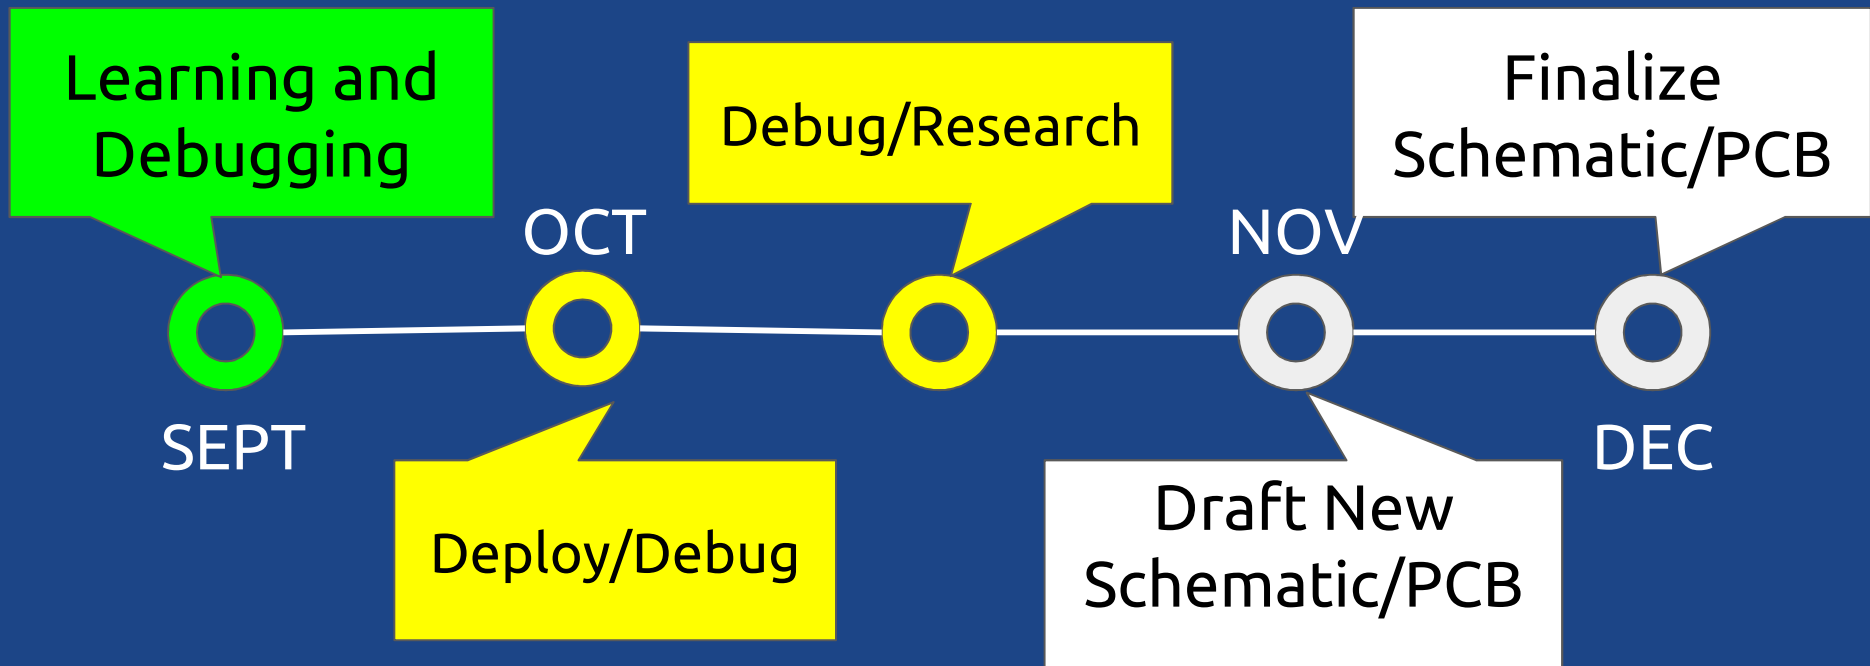 Learning and
Debugging
SEPT
OCT
Deploy/Debug
Debug/Research
NOV
Draft New
Schematic/PCB
Finalize
Schematic/PCB
DEC